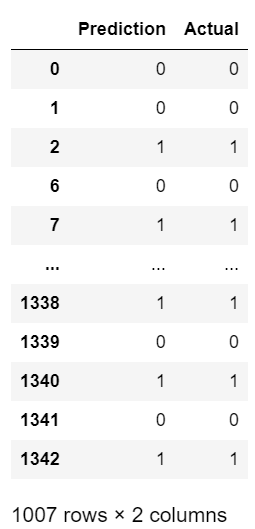 Prediction Actual
0 0 0
1 0 0
2 1 1
6 0 0
7 1 1
... ... ...
1338 1 1
1339 0 0
1340 1 1
1341 0 0
1342 1 1
1007 rows × 2 columns